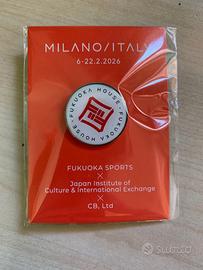 MILANO/ITALY
6-22.2.2026
FUKUOKA HOUSE · FUKUOKA HOUSE ·
FUKUOKA SPORTS
×
Japan Institute of
Culture & International Exchange
×
CB, Ltd
Subito